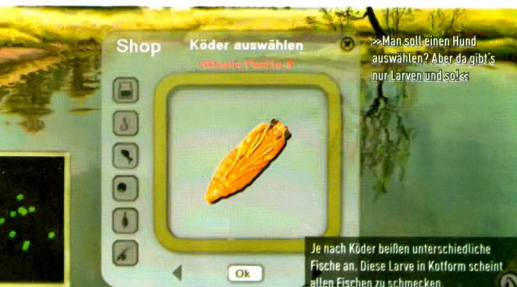 Shop
Köder auswählen
>>Man soll einen Hund
auswählen? Aber da gibt's
nur Larven und so!<<
Ok
Je nach Köder beißen unterschiedliche
Fische an. Diese Larve in Kotform scheint
allen Fischen zu schmecken.